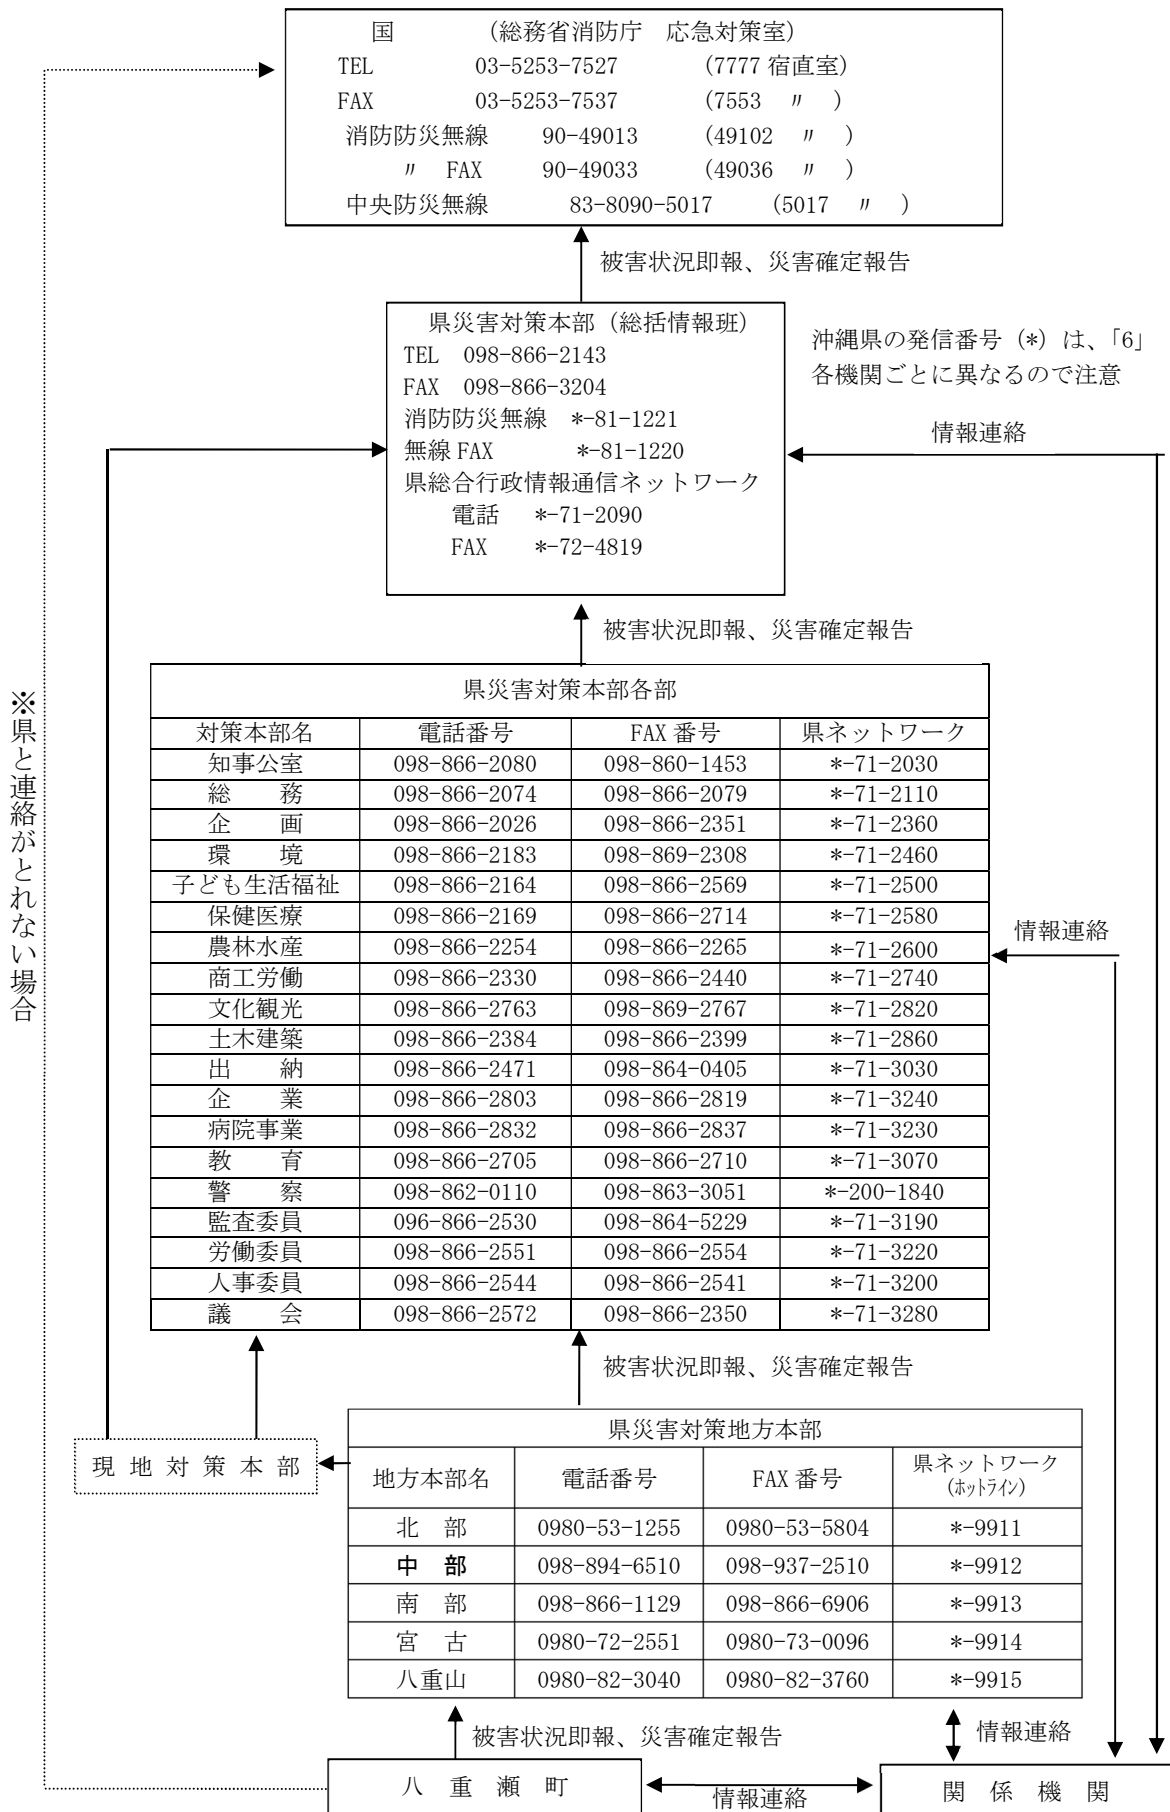 国 （総務省消防庁 応急対策室）
TEL 03-5253-7527 （7777 宿直室）
FAX 03-5253-7537 （7553 〃 ）
消防防災無線 90-49013 （49102 〃 ）
〃 FAX 90-49033 （49036 〃 ）
中央防災無線 83-8090-5017 （5017 〃 ）
被害状況即報、災害確定報告
県災害対策本部（総括情報班）
TEL 098-866-2143
FAX 098-866-3204
消防防災無線 *-81-1221
無線 FAX *-81-1220
県総合行政情報通信ネットワーク
電話 *-71-2090
FAX *-72-4819
沖縄県の発信番号（*）は、「6」
各機関ごとに異なるので注意
情報連絡
被害状況即報、災害確定報告
※県と連絡がとれない場合
県災害対策本部各部
対策本部名 電話番号 FAX 番号 県ネットワーク
知事公室 098-866-2080 098-860-1453 *-71-2030
総 務 098-866-2074 098-866-2079 *-71-2110
企 画 098-866-2026 098-866-2351 *-71-2360
環 境 098-866-2183 098-869-2308 *-71-2460
子ども生活福祉 098-866-2164 098-866-2569 *-71-2500
保健医療 098-866-2169 098-866-2714 *-71-2580
農林水産 098-866-2254 098-866-2265 *-71-2600
商工労働 098-866-2330 098-866-2440 *-71-2740
文化観光 098-866-2763 098-869-2767 *-71-2820
土木建築 098-866-2384 098-866-2399 *-71-2860
出 納 098-866-2471 098-864-0405 *-71-3030
企 業 098-866-2803 098-866-2819 *-71-3240
病院事業 098-866-2832 098-866-2837 *-71-3230
教 育 098-866-2705 098-866-2710 *-71-3070
警 察 098-862-0110 098-863-3051 *-200-1840
監査委員 096-866-2530 098-864-5229 *-71-3190
労働委員 098-866-2551 098-866-2554 *-71-3220
人事委員 098-866-2544 098-866-2541 *-71-3200
議 会 098-866-2572 098-866-2350 *-71-3280
情報連絡
被害状況即報、災害確定報告
現 地 対 策 本 部
県災害対策地方本部
地方本部名 電話番号 FAX 番号 県ネットワーク
(ホットライン)
北 部 0980-53-1255 0980-53-5804 *-9911
中 部 098-894-6510 098-937-2510 *-9912
南 部 098-866-1129 098-866-6906 *-9913
宮 古 0980-72-2551 0980-73-0096 *-9914
八重山 0980-82-3040 0980-82-3760 *-9915
被害状況即報、災害確定報告
情報連絡
八 重 瀬 町
情報連絡
関 係 機 関